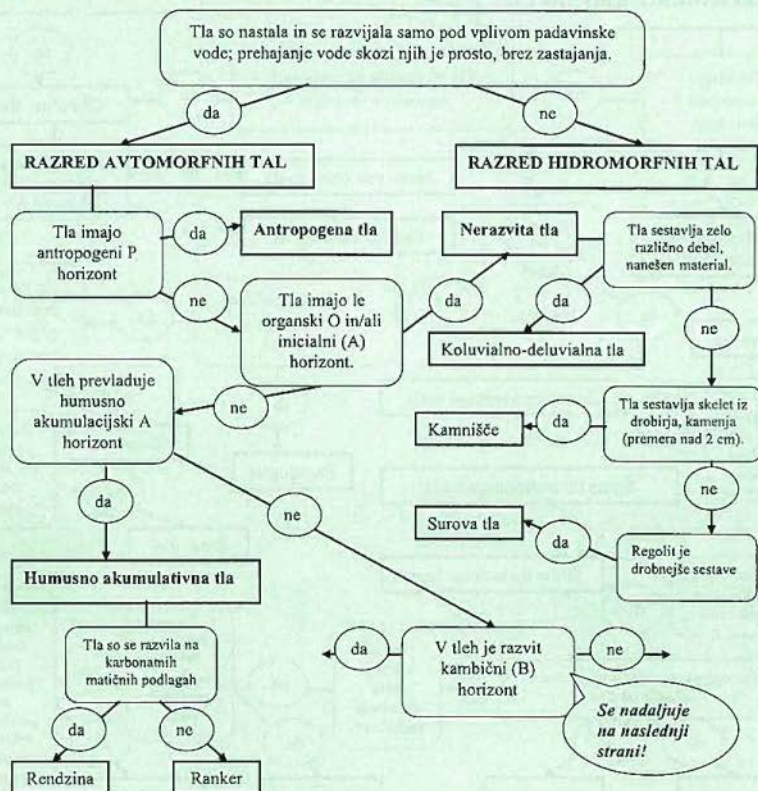 Tla so nastala in se razvijala samo pod vplivom padavinske
vode; prehajanje vode skozi njih je prosto, brez zastajanja.
da
ne
RAZRED AVTOMORFNIH TAL
RAZRED HIDROMORFNIH TAL
Tla imajo
antropogeni P
horizont
da
Antropogena tla
Nerazvita tla
Tla sestavlja zelo
različno debel,
nanešen material.
ne
Tla imajo le
organski O in/ali
inicialni (A)
horizont.
da
da
ne
Koluvialno-deluvialna tla
V tleh prevladuje
humusno
akumulacijski A
horizont
ne
Kamnišče
da
Tla sestavlja skelet iz
drobirja, kamenja
(premera nad 2 cm).
da
ne
ne
Surova tla
da
Regolit je
drobnejše sestave
Humusno akumulativna tla
Tla so se razvila na
karbonatnih
matičnih podlagah
da
V tleh je razvit
kambični (B)
horizont
ne
da
ne
Se nadaljuje
na naslednji
strani!
Rendzina
Ranker